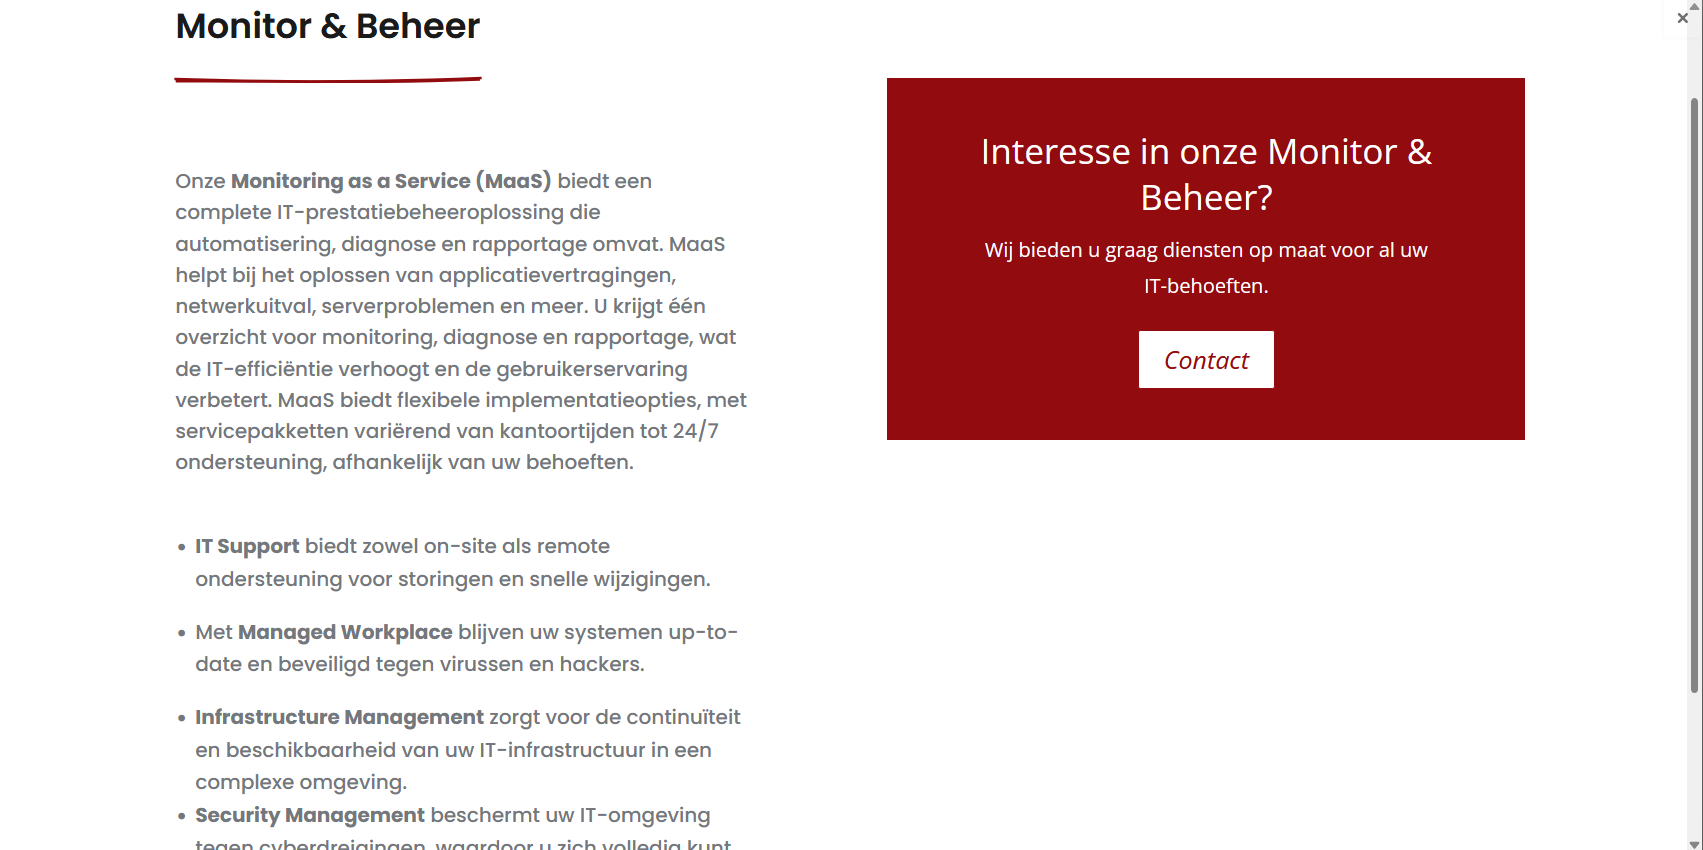 Monitor & Beheer
Onze Monitoring as a Service (MaaS) biedt een
complete IT-prestatiebeheeroplossing die
automatisering, diagnose en rapportage omvat. MaaS
helpt bij het oplossen van applicatievertragingen,
netwerkuitval, serverproblemen en meer. U krijgt één
overzicht voor monitoring, diagnose en rapportage, wat
de IT-efficiëntie verhoogt en de gebruikerservaring
verbetert. MaaS biedt flexibele implementatieopties, met
servicepakketten variërend van kantoortijden tot 24/7
ondersteuning, afhankelijk van uw behoeften.
• IT Support biedt zowel on-site als remote
ondersteuning voor storingen en snelle wijzigingen.
• Met Managed Workplace blijven uw systemen up-to-
date en beveiligd tegen virussen en hackers.
• Infrastructure Management zorgt voor de continuïteit
en beschikbaarheid van uw IT-infrastructuur in een
complexe omgeving.
• Security Management beschermt uw IT-omgeving
tegen cyberdreigingen, waardoor u zich volledig kunt
Interesse in onze Monitor &
Beheer?
Wij bieden u graag diensten op maat voor al uw
IT-behoeften.
Contact